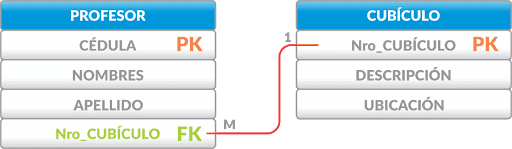 PROFESOR
CÉDULA PK
NOMBRES
APELLIDO
Nro_CUBÍCULO FK
M
1
CUBÍCULO
Nro_CUBÍCULO PK
DESCRIPCIÓN
UBICACIÓN